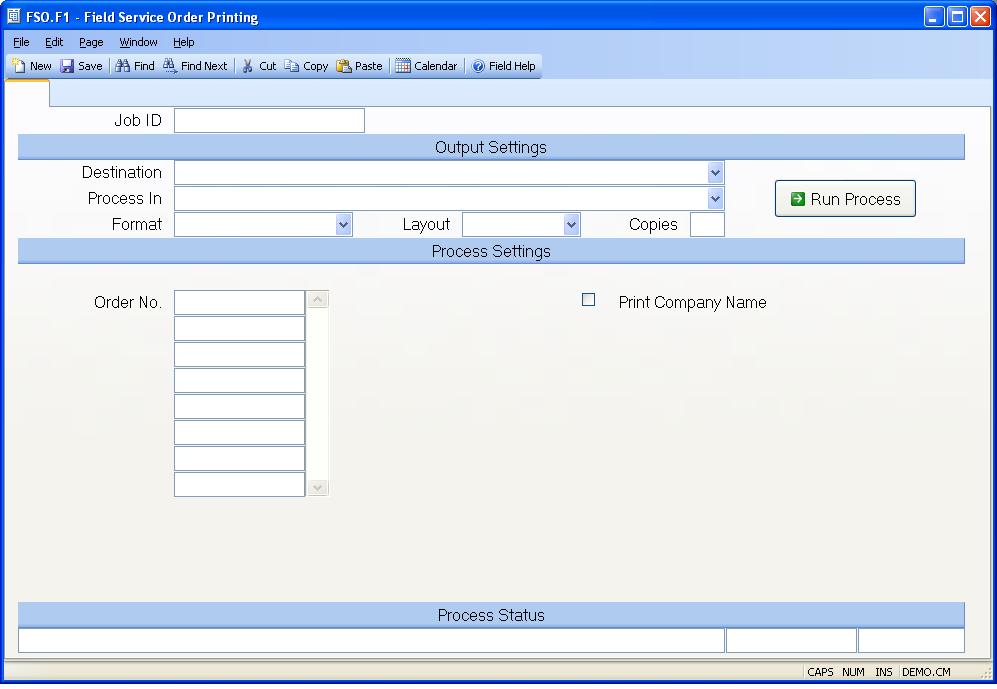 FSO.F1 - Field Service Order Printing
File Edit Page Window Help
New Save Find Find Next Cut Copy Paste Calendar Field Help
Job ID
Output Settings
Destination
Process In
Run Process
Format Layout Copies
Process Settings
Order No. Print Company Name
Process Status
CAPS NUM INS DEMO.CM